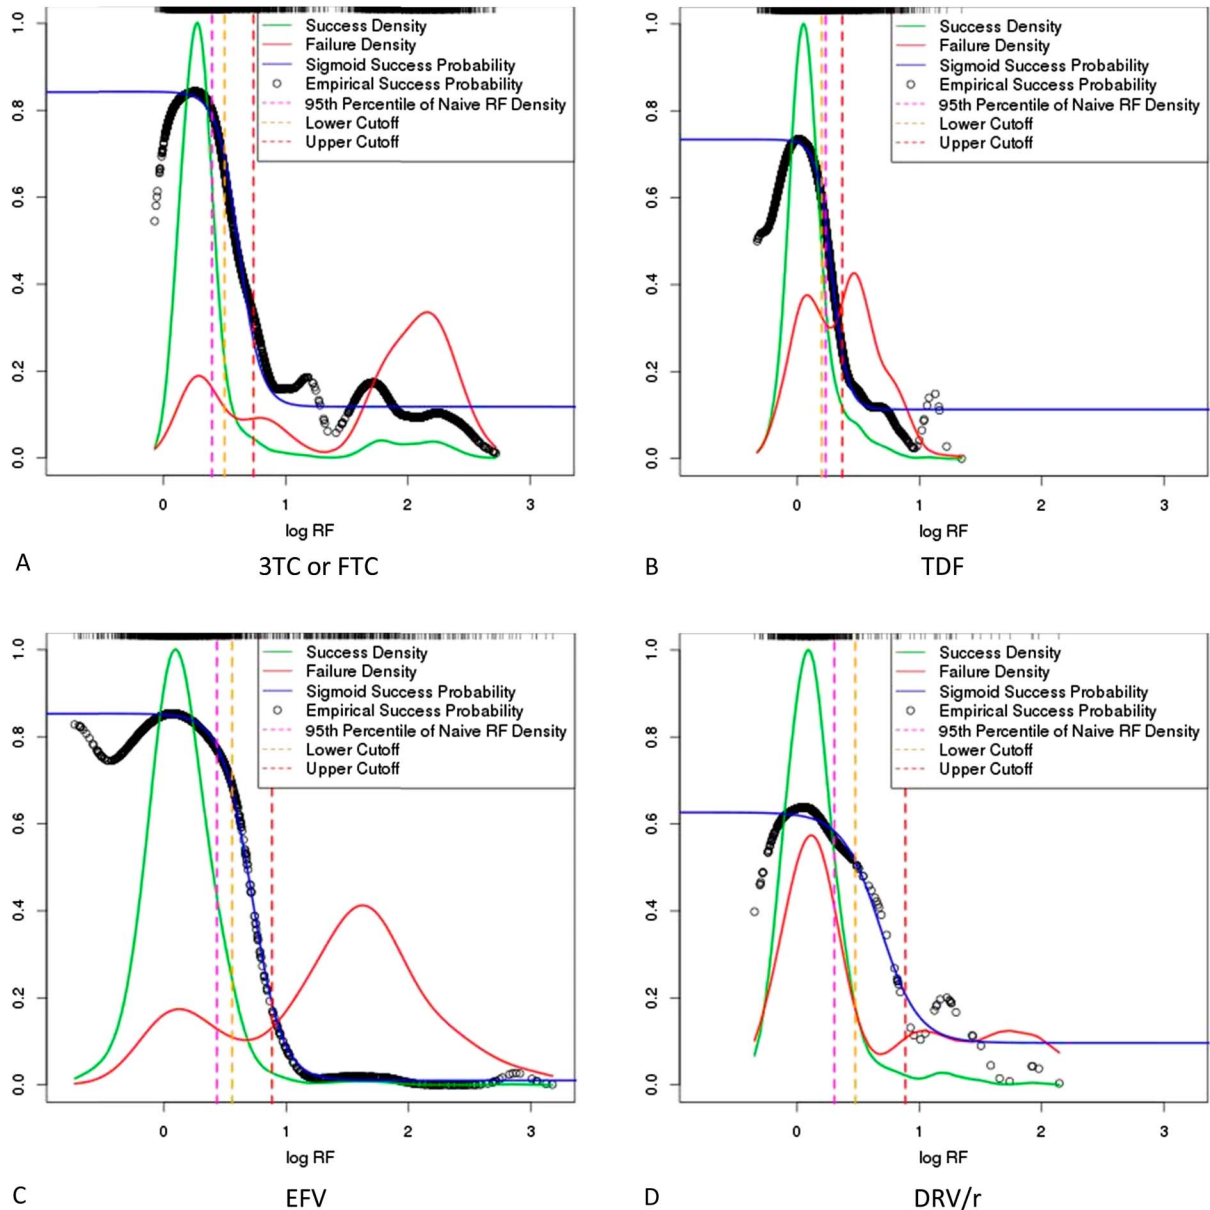 1.0
0.8
0.6
0.4
0.2
0.0
Success Density
Failure Density
Sigmoid Success Probability
Empirical Success Probability
95th Percentile of Naive RF Density
Lower Cutoff
Upper Cutoff
0 1 2 3
log RF
A 3TC or FTC
1.0
0.8
0.6
0.4
0.2
0.0
Success Density
Failure Density
Sigmoid Success Probability
Empirical Success Probability
95th Percentile of Naive RF Density
Lower Cutoff
Upper Cutoff
0 1 2 3
log RF
B TDF
1.0
0.8
0.6
0.4
0.2
0.0
Success Density
Failure Density
Sigmoid Success Probability
Empirical Success Probability
95th Percentile of Naive RF Density
Lower Cutoff
Upper Cutoff
0 1 2 3
log RF
C EFV
1.0
0.8
0.6
0.4
0.2
0.0
Success Density
Failure Density
Sigmoid Success Probability
Empirical Success Probability
95th Percentile of Naive RF Density
Lower Cutoff
Upper Cutoff
0 1 2 3
log RF
D DRV/r